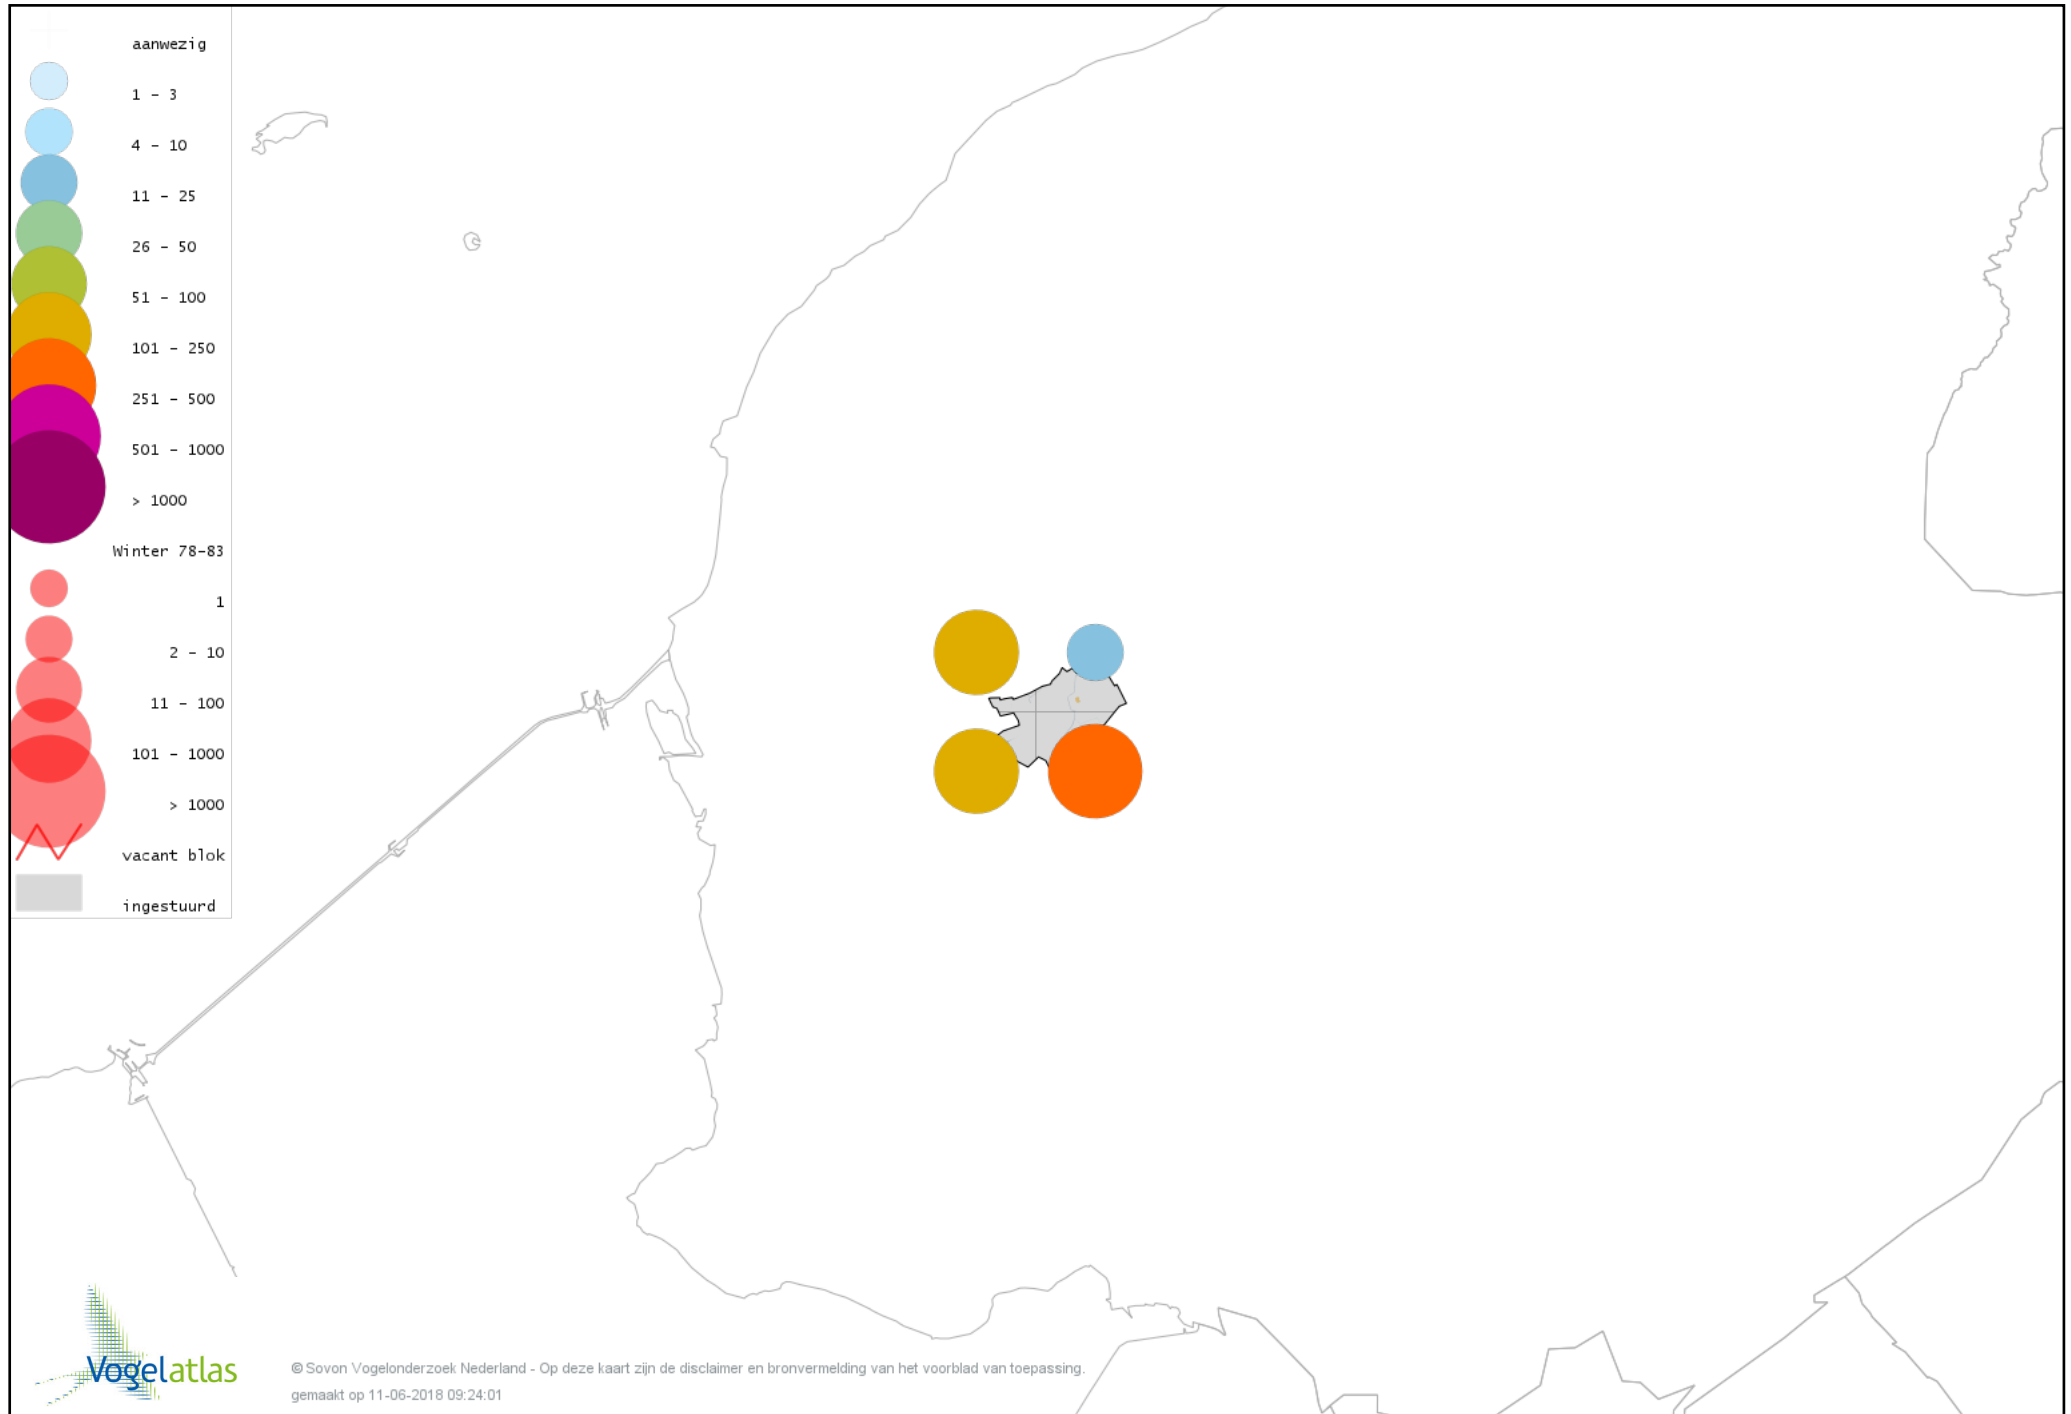 aanwezig
1 - 3
4 - 10
11 - 25
26 - 50
51 - 100
101 - 250
251 - 500
501 - 1000
> 1000
Winter 78-83
1
2 - 10
11 - 100
101 - 1000
> 1000
vacant blok
ingestuurd
Vogelatlas
© Sovon Vogelonderzoek Nederland - Op deze kaart zijn de disclaimer en bronvermelding van het voorblad van toepassing.
gemaakt op 11-06-2018 09:24:01